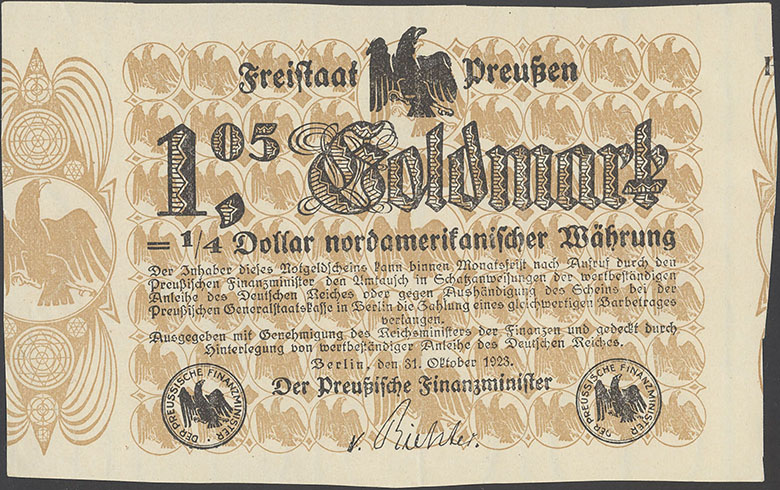 Freistaat Preußen
1,05 Goldmark
= 1/4 Dollar nordamerikanischer Währung
Der Inhaber dieses Notgeldscheins kann binnen Monatsfrist nach Aufruf durch den
Preußischen Finanzminister den Umtausch in Schatzanweisungen der wertbeständigen
Anleihe des Deutschen Reiches oder gegen Aushändigung des Scheins bei der
Preußischen Generalstaatskasse in Berlin die Zahlung eines gleichwertigen Barbetrages
verlangen.
Ausgegeben mit Genehmigung des Reichsministers der Finanzen und gedeckt durch
Hinterlegung von wertbeständiger Anleihe des Deutschen Reiches.
Berlin, den 31. Oktober 1923.
Der Preußische Finanzminister
v. Richter.
DER PREUSSISCHE FINANZMINISTER
DER PREUSSISCHE FINANZMINISTER